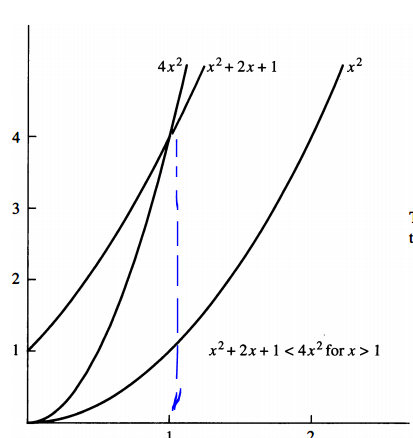 4x² x²+2x+1 x²
4
3
2
1
x²+2x+1 < 4x² for x > 1
1 2
T
t